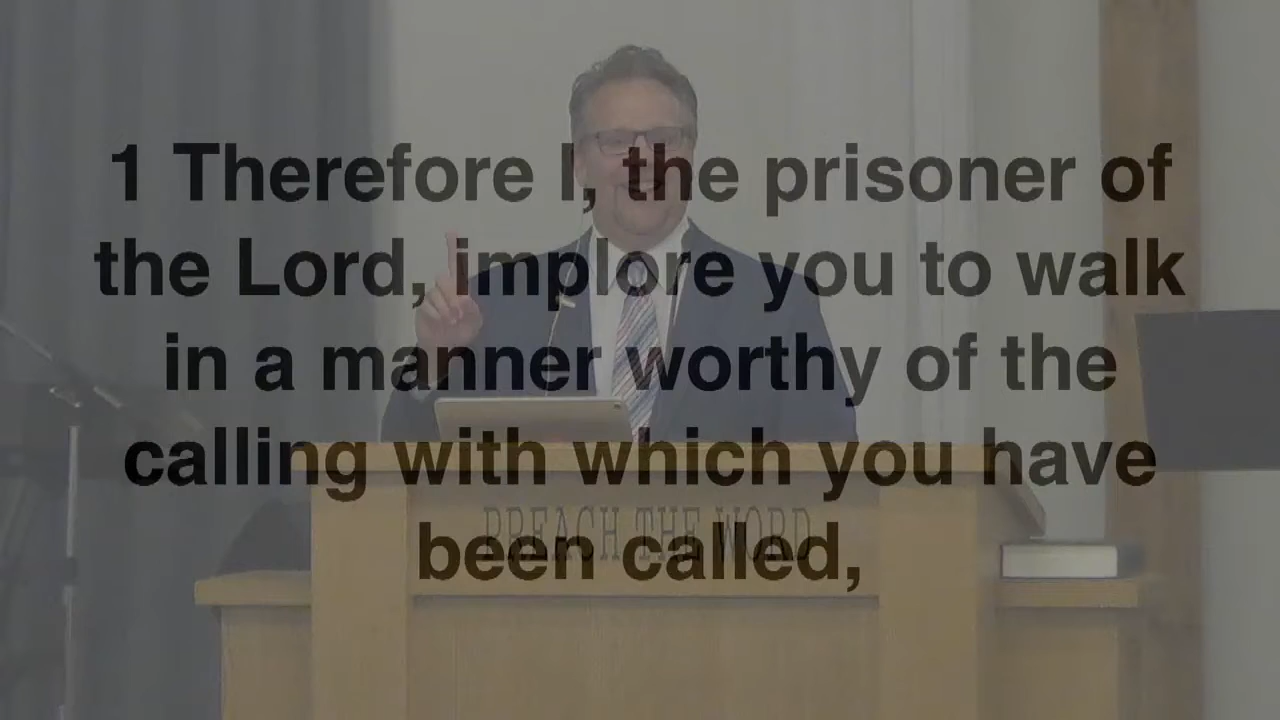 1 Therefore I, the prisoner of
the Lord, implore you to walk
in a manner worthy of the
calling with which you have
been called,
PREACH THE WORD